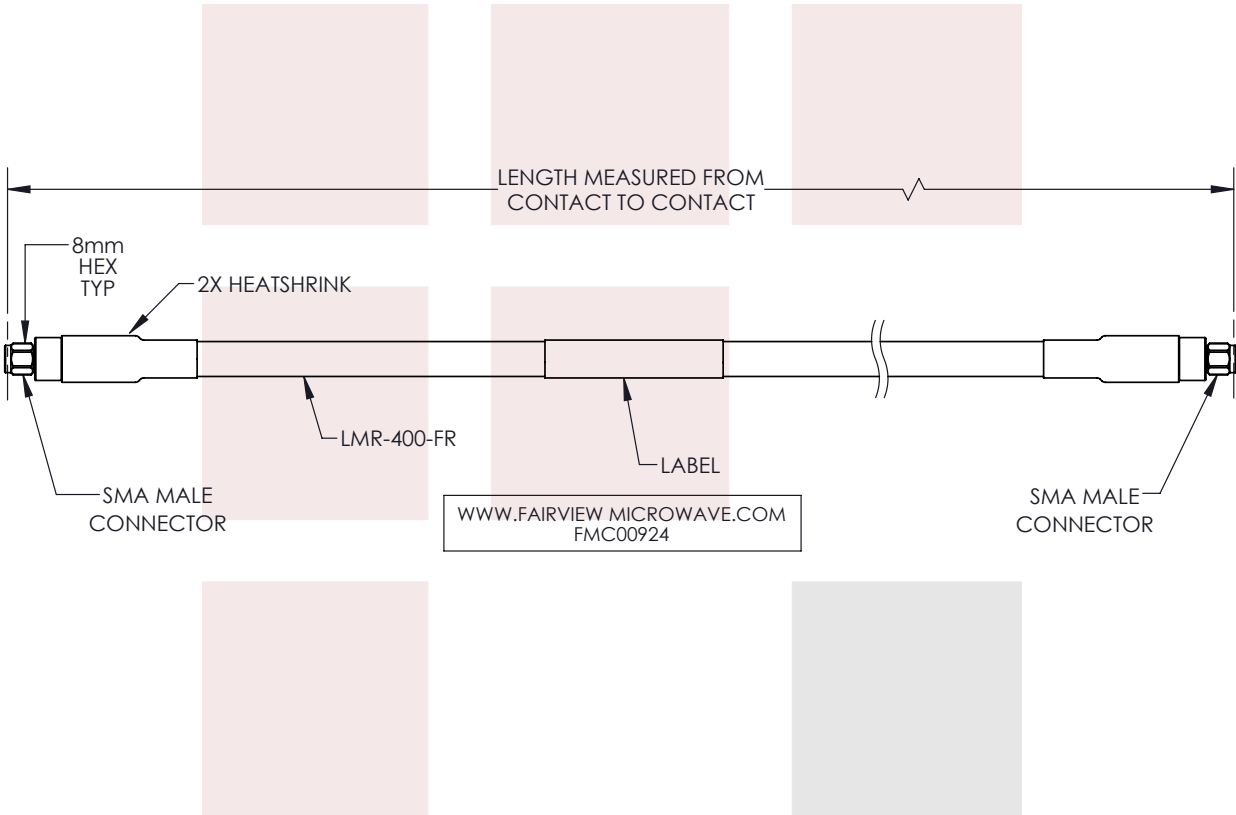 LENGTH MEASURED FROM
CONTACT TO CONTACT
8mm
HEX
TYP
2X HEATSHRINK
LMR-400-FR
LABEL
SMA MALE
CONNECTOR
WWW.FAIRVIEW MICROWAVE.COM
FMC00924
SMA MALE
CONNECTOR